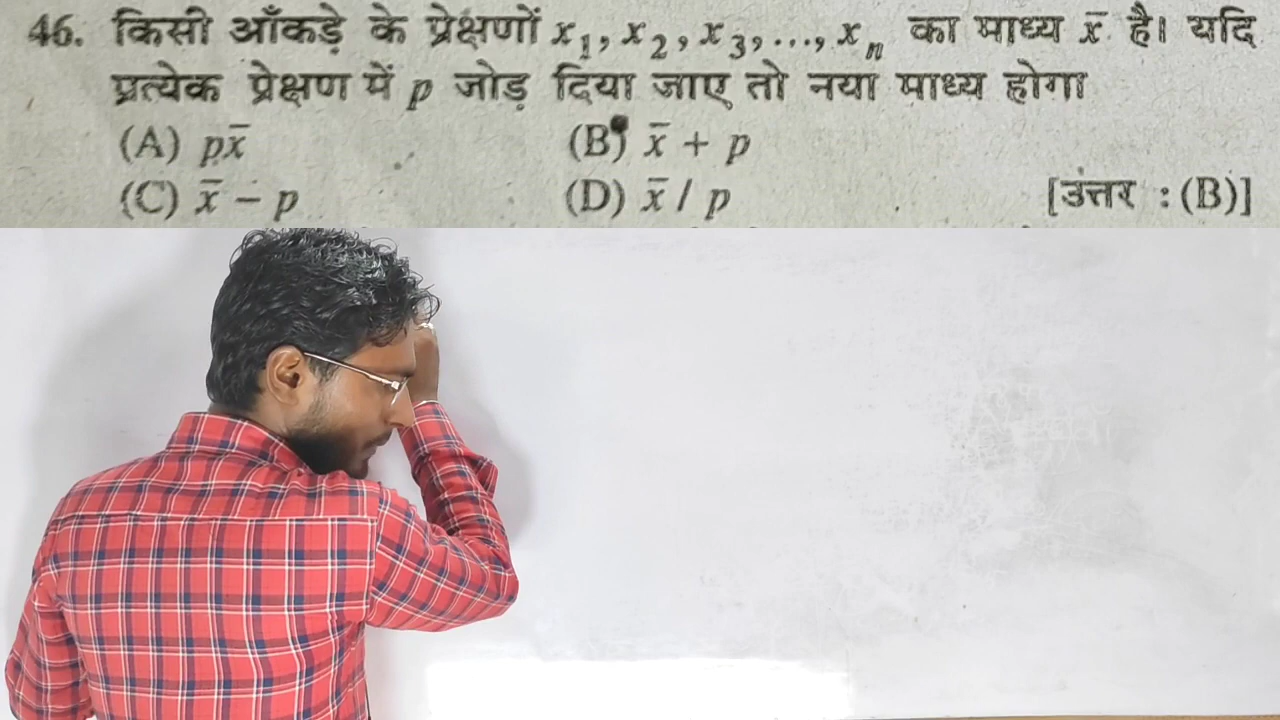 46. किसी आँकड़े के प्रेक्षणों x₁, x₂, x₃, ..., xₙ का माध्य x̄ है। यदि
प्रत्येक प्रेक्षण में p जोड़ दिया जाए तो नया माध्य होगा
(A) px̄ (B) x̄ + p
(C) x̄ – p (D) x̄ / p [उत्तर : (B)]